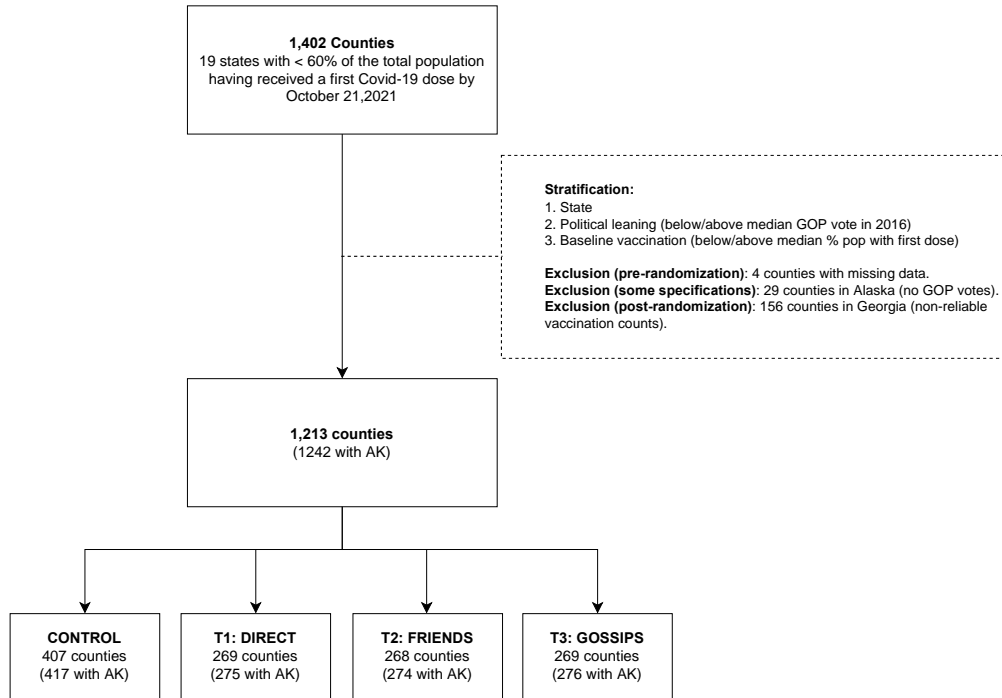 1,402 Counties
19 states with < 60% of the total population
having received a first Covid-19 dose by
October 21,2021
Stratification:
1. State
2. Political leaning (below/above median GOP vote in 2016)
3. Baseline vaccination (below/above median % pop with first dose)
Exclusion (pre-randomization): 4 counties with missing data.
Exclusion (some specifications): 29 counties in Alaska (no GOP votes).
Exclusion (post-randomization): 156 counties in Georgia (non-reliable
vaccination counts).
1,213 counties
(1242 with AK)
CONTROL
407 counties
(417 with AK)
T1: DIRECT
269 counties
(275 with AK)
T2: FRIENDS
268 counties
(274 with AK)
T3: GOSSIPS
269 counties
(276 with AK)